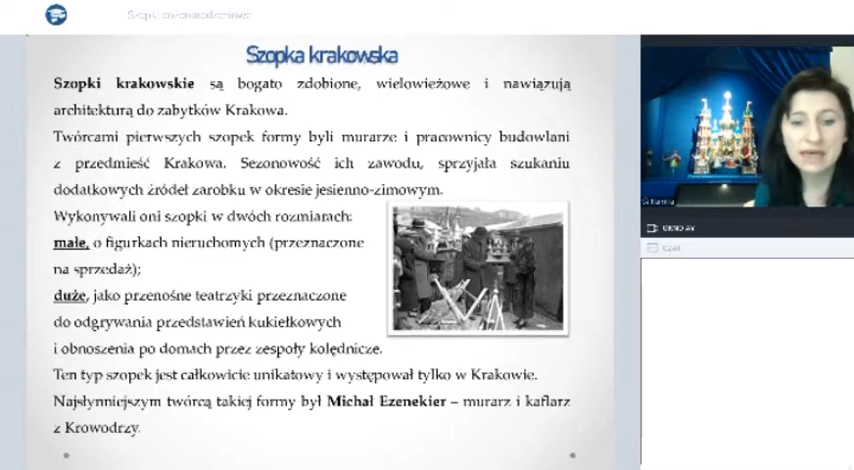 Szopki bożonarodzeniowe
Szopka krakowska
Szopki krakowskie są bogato zdobione, wielowieżowe i nawiązują
architekturą do zabytków Krakowa.
Twórcami pierwszych szopek formy byli murarze i pracownicy budowlani
z przedmieść Krakowa. Sezonowość ich zawodu, sprzyjała szukaniu
dodatkowych źródeł zarobku w okresie jesienno-zimowym.
Wykonywali oni szopki w dwóch rozmiarach:
małe, o figurkach nieruchomych (przeznaczone
na sprzedaż);
duże, jako przenośne teatrzyki przeznaczone
do odgrywania przedstawień kukiełkowych
i obnoszenia po domach przez zespoły kolędnicze.
Ten typ szopek jest całkowicie unikatowy i występował tylko w Krakowie.
Najsłynniejszym twórcą takiej formy był Michał Ezenekier – murarz i kaflarz
z Krowodrzy.